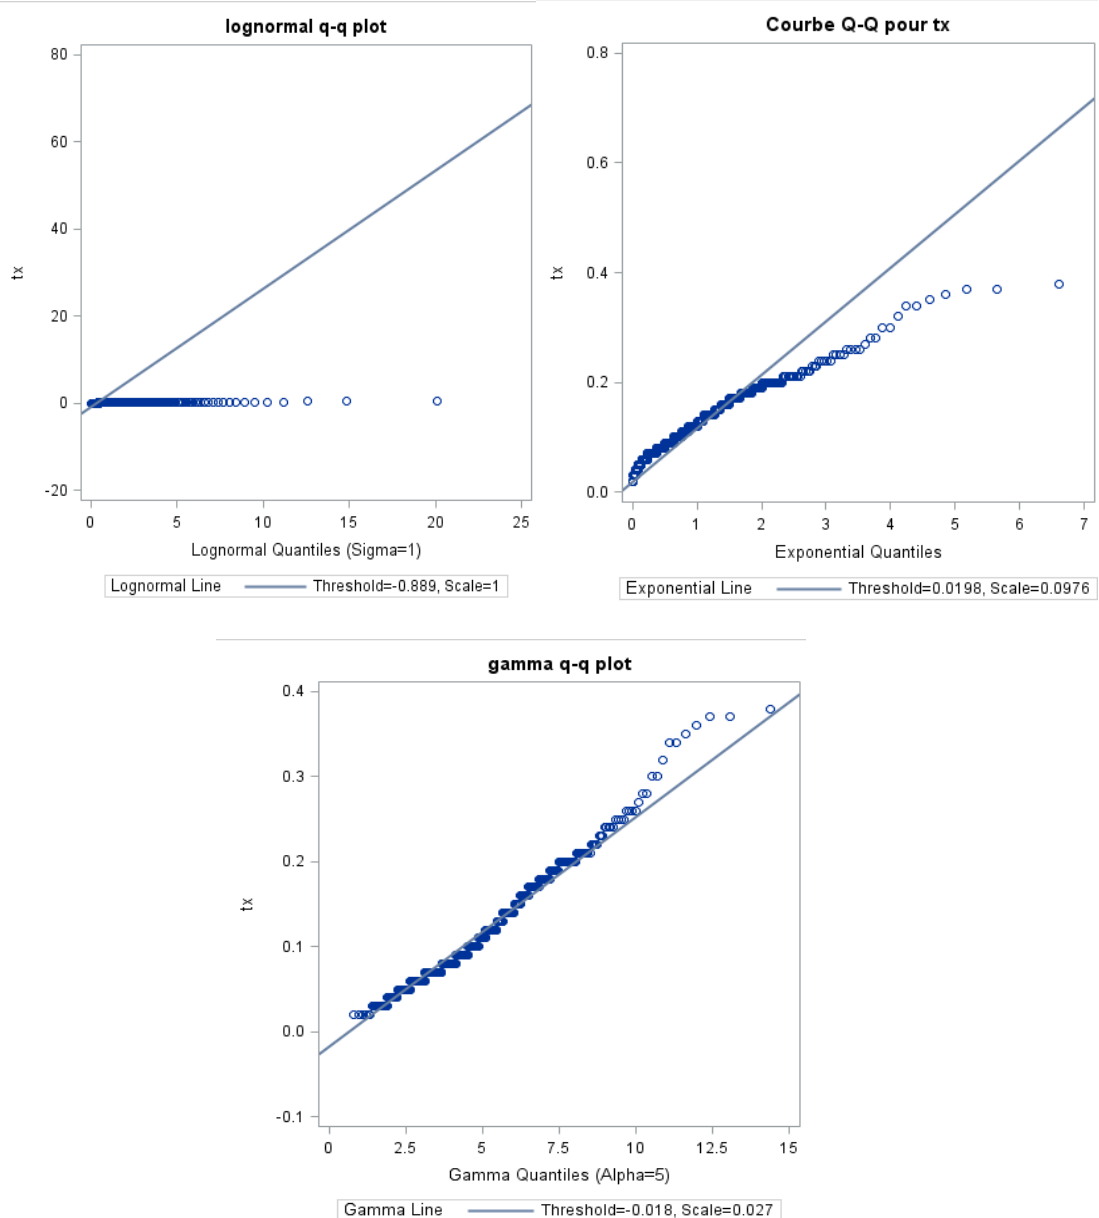 lognormal q-q plot
80
60
40
20
0
-20
tx
0 5 10 15 20 25
Lognormal Quantiles (Sigma=1)
Lognormal Line Threshold=-0.889, Scale=1
Courbe Q-Q pour tx
0.8
0.6
0.4
0.2
0.0
tx
0 1 2 3 4 5 6 7
Exponential Quantiles
Exponential Line Threshold=0.0198, Scale=0.0976
gamma q-q plot
0.4
0.3
0.2
0.1
0.0
-0.1
tx
0 2.5 5 7.5 10 12.5 15
Gamma Quantiles (Alpha=5)
Gamma Line Threshold=-0.018, Scale=0.027